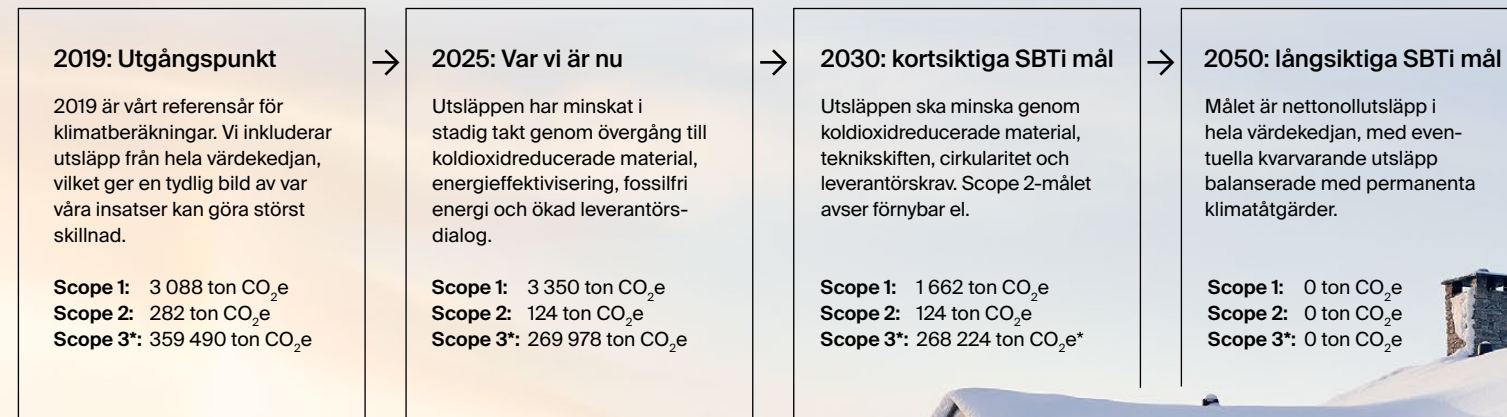 2019: Utgångspunkt
2019 är vårt referensår för
klimatberäkningar. Vi inkluderar
utsläpp från hela värdekedjan,
vilket ger en tydlig bild av var
våra insatser kan göra störst
skillnad.
Scope 1: 3 088 ton CO₂e
Scope 2: 282 ton CO₂e
Scope 3*: 359 490 ton CO₂e
→
2025: Var vi är nu
Utsläppen har minskat i
stadig takt genom övergång till
koldioxidreducerade material,
energieffektivisering, fossilfri
energi och ökad leverantörs-
dialog.
Scope 1: 3 350 ton CO₂e
Scope 2: 124 ton CO₂e
Scope 3*: 269 978 ton CO₂e
→
2030: kortsiktiga SBTi mål
Utsläppen ska minska genom
koldioxidreducerade material,
teknikskiften, cirkularitet och
leverantörskrav. Scope 2-målet
avser förnybar el.
Scope 1: 1 662 ton CO₂e
Scope 2: 124 ton CO₂e
Scope 3*: 268 224 ton CO₂e*
→
2050: långsiktiga SBTi mål
Målet är nettonollutsläpp i
hela värdekedjan, med even-
tuella kvarvarande utsläpp
balanserade med permanenta
klimatåtgärder.
Scope 1: 0 ton CO₂e
Scope 2: 0 ton CO₂e
Scope 3*: 0 ton CO₂e